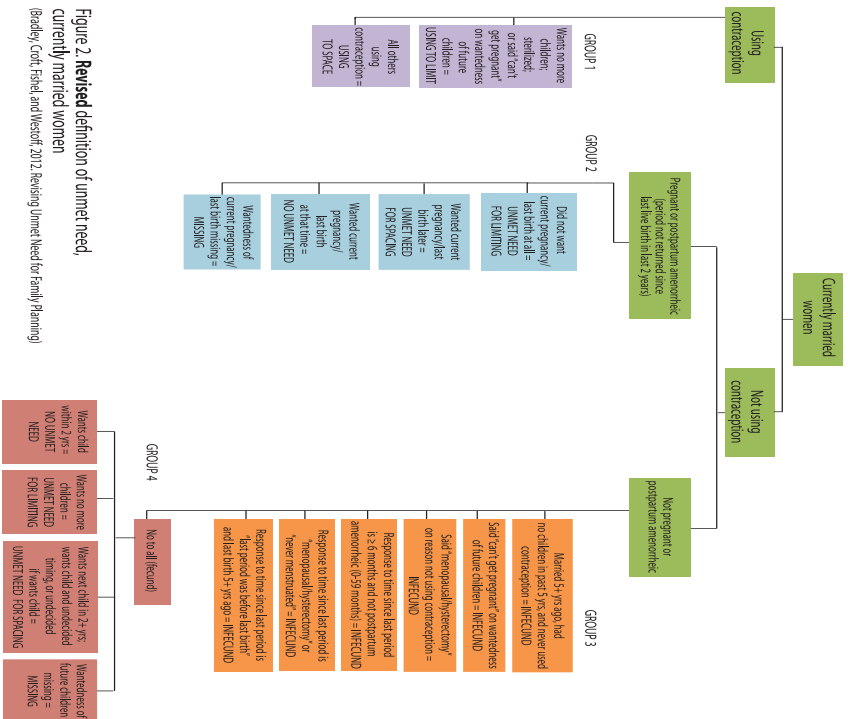 Currently married
women
Using
contraception
Not using
contraception
GROUP 1
Wants no more
children;
sterilized;
or said "can't
get pregnant"
on wantedness
of future
children =
USING TO LIMIT
All others
using
contraception =
USING
TO SPACE
Pregnant or postpartum amenorrheic
(period not returned since
last live birth in last 2 years)
GROUP 2
Did not want
current pregnancy/
last birth at all =
UNMET NEED
FOR LIMITING
Wanted current
pregnancy/last
birth later =
UNMET NEED
FOR SPACING
Wanted current
pregnancy/
last birth
at that time =
NO UNMET NEED
Wantedness of
current pregnancy/
last birth missing =
MISSING
Not pregnant or
postpartum amenorrheic
GROUP 3
Married 5+ yrs ago, had
no children in past 5 yrs, and never used
contraception = INFECUND
Said "can't get pregnant" on wantedness
of future children = INFECUND
Said "menopausal/hysterectomy"
on reason not using contraception =
INFECUND
Response to time since last period
is ≥ 6 months and not postpartum
amenorrheic (0-59 months) = INFECUND
Response to time since last period is
"menopausal/hysterectomy" or
"never menstruated" = INFECUND
Response to time since last period is
"last period was before last birth"
and last birth 5+ yrs ago = INFECUND
GROUP 4
No to all (fecund)
Wants child
within 2 yrs =
NO UNMET
NEED
Wants no more
children =
UNMET NEED
FOR LIMITING
Wants next child in 2+ yrs;
wants child and undecided
timing, or undecided
if wants child =
UNMET NEED FOR SPACING
Wantedness of
future children
missing =
MISSING
Figure 2. Revised definition of unmet need,
currently married women
(Bradley, Croft, Fishel, and Westoff, 2012. Revising Unmet Need for Family Planning)